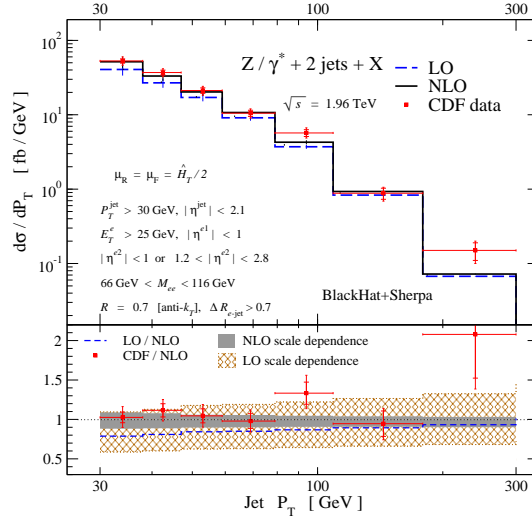 30 100 300
Z / γ* + 2 jets + X
√s = 1.96 TeV
LO
NLO
CDF data
10²
10¹
10⁰
10⁻¹
dσ / dP_T [ fb / GeV ]
μ_R = μ_F = Ĥ_T / 2
P_T^jet > 30 GeV, | η^jet | < 2.1
E_T^e > 25 GeV, | η^e1 | < 1
| η^e2 | < 1 or 1.2 < | η^e2 | < 2.8
66 GeV < M_ee < 116 GeV
R = 0.7 [anti-k_T], Δ R_e-jet > 0.7
BlackHat+Sherpa
LO / NLO
CDF / NLO
NLO scale dependence
LO scale dependence
2
1.5
1
0.5
30 100 300
Jet P_T [ GeV ]